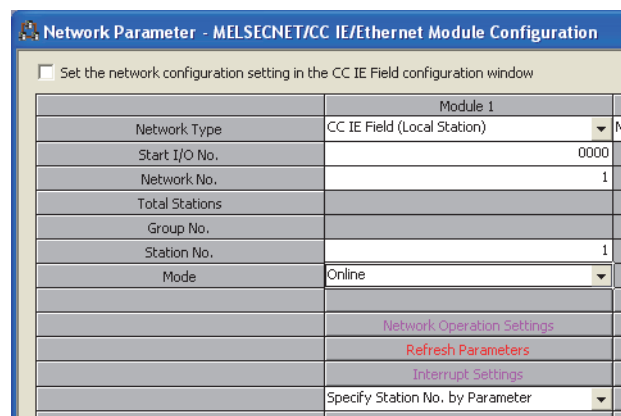 Network Parameter - MELSECNET/CC IE/Ethernet Module Configuration
Set the network configuration setting in the CC IE Field configuration window
Module 1
Network Type CC IE Field (Local Station)
Start I/O No. 0000
Network No. 1
Total Stations
Group No.
Station No. 1
Mode Online
Network Operation Settings
Refresh Parameters
Interrupt Settings
Specify Station No. by Parameter